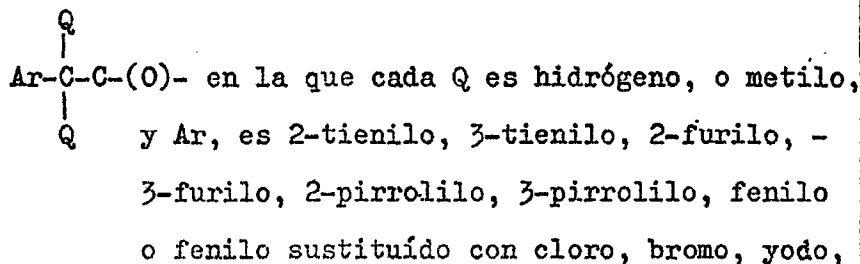 Q
Ar-C-C-(O)- en la que cada Q es hidrógeno, o metilo,
Q
y Ar, es 2-tienilo, 3-tienilo, 2-furilo, -
3-furilo, 2-pirrolilo, 3-pirrolilo, fenilo
o fenilo sustituído con cloro, bromo, yodo,